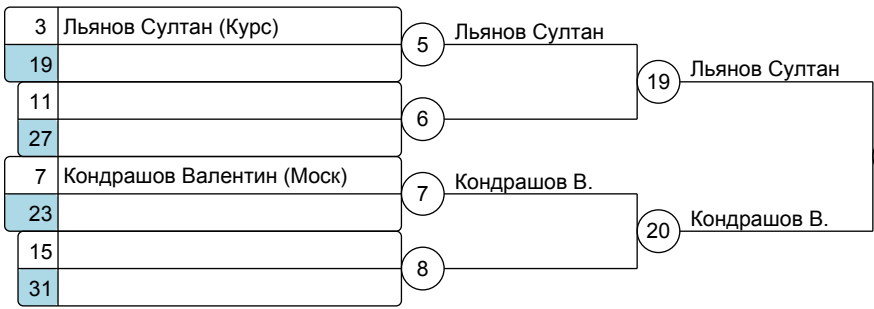 3 Льянов Султан (Курс)
5 Льянов Султан
19
19 Льянов Султан
11
6
27
7 Кондрашов Валентин (Моск)
7 Кондрашов В.
23
20 Кондрашов В.
15
8
31